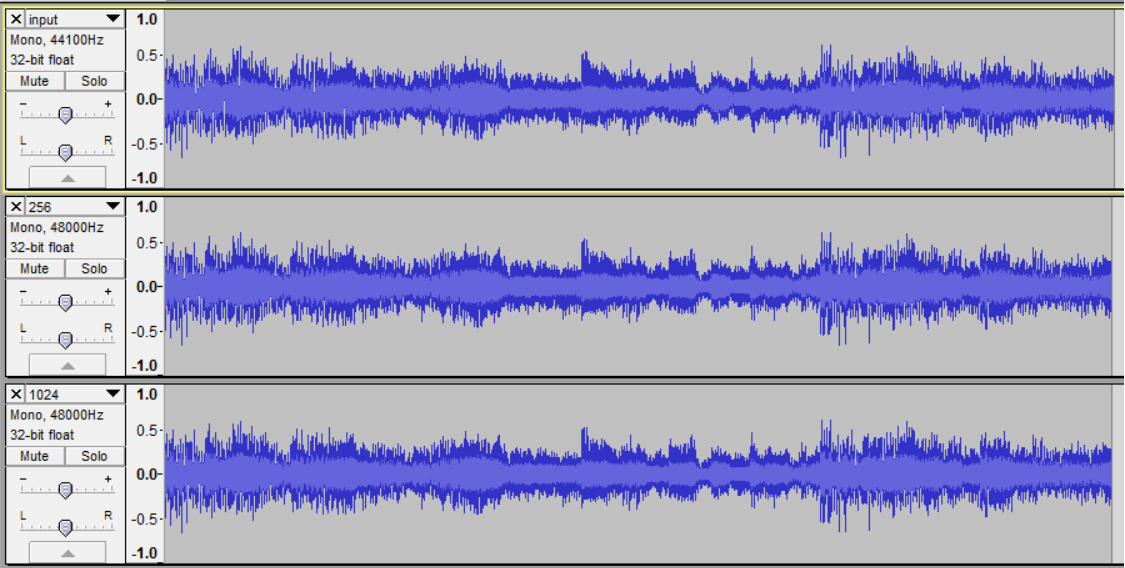 input
Mono, 44100Hz
32-bit float
Mute Solo
- +
L R
1.0
0.5
0.0
-0.5
-1.0
256
Mono, 48000Hz
32-bit float
Mute Solo
- +
L R
1.0
0.5
0.0
-0.5
-1.0
1024
Mono, 48000Hz
32-bit float
Mute Solo
- +
L R
1.0
0.5
0.0
-0.5
-1.0